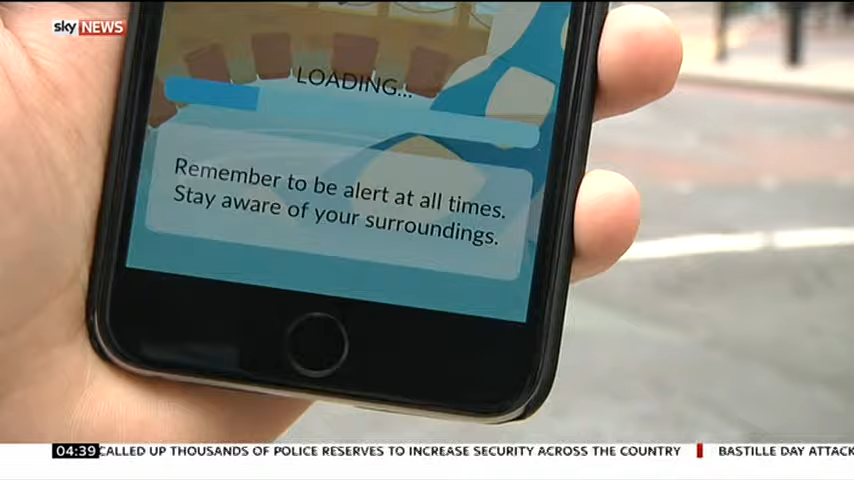 sky NEWS
LOADING...
Remember to be alert at all times.
Stay aware of your surroundings.
04:39 CALLED UP THOUSANDS OF POLICE RESERVES TO INCREASE SECURITY ACROSS THE COUNTRY BASTILLE DAY ATTACK